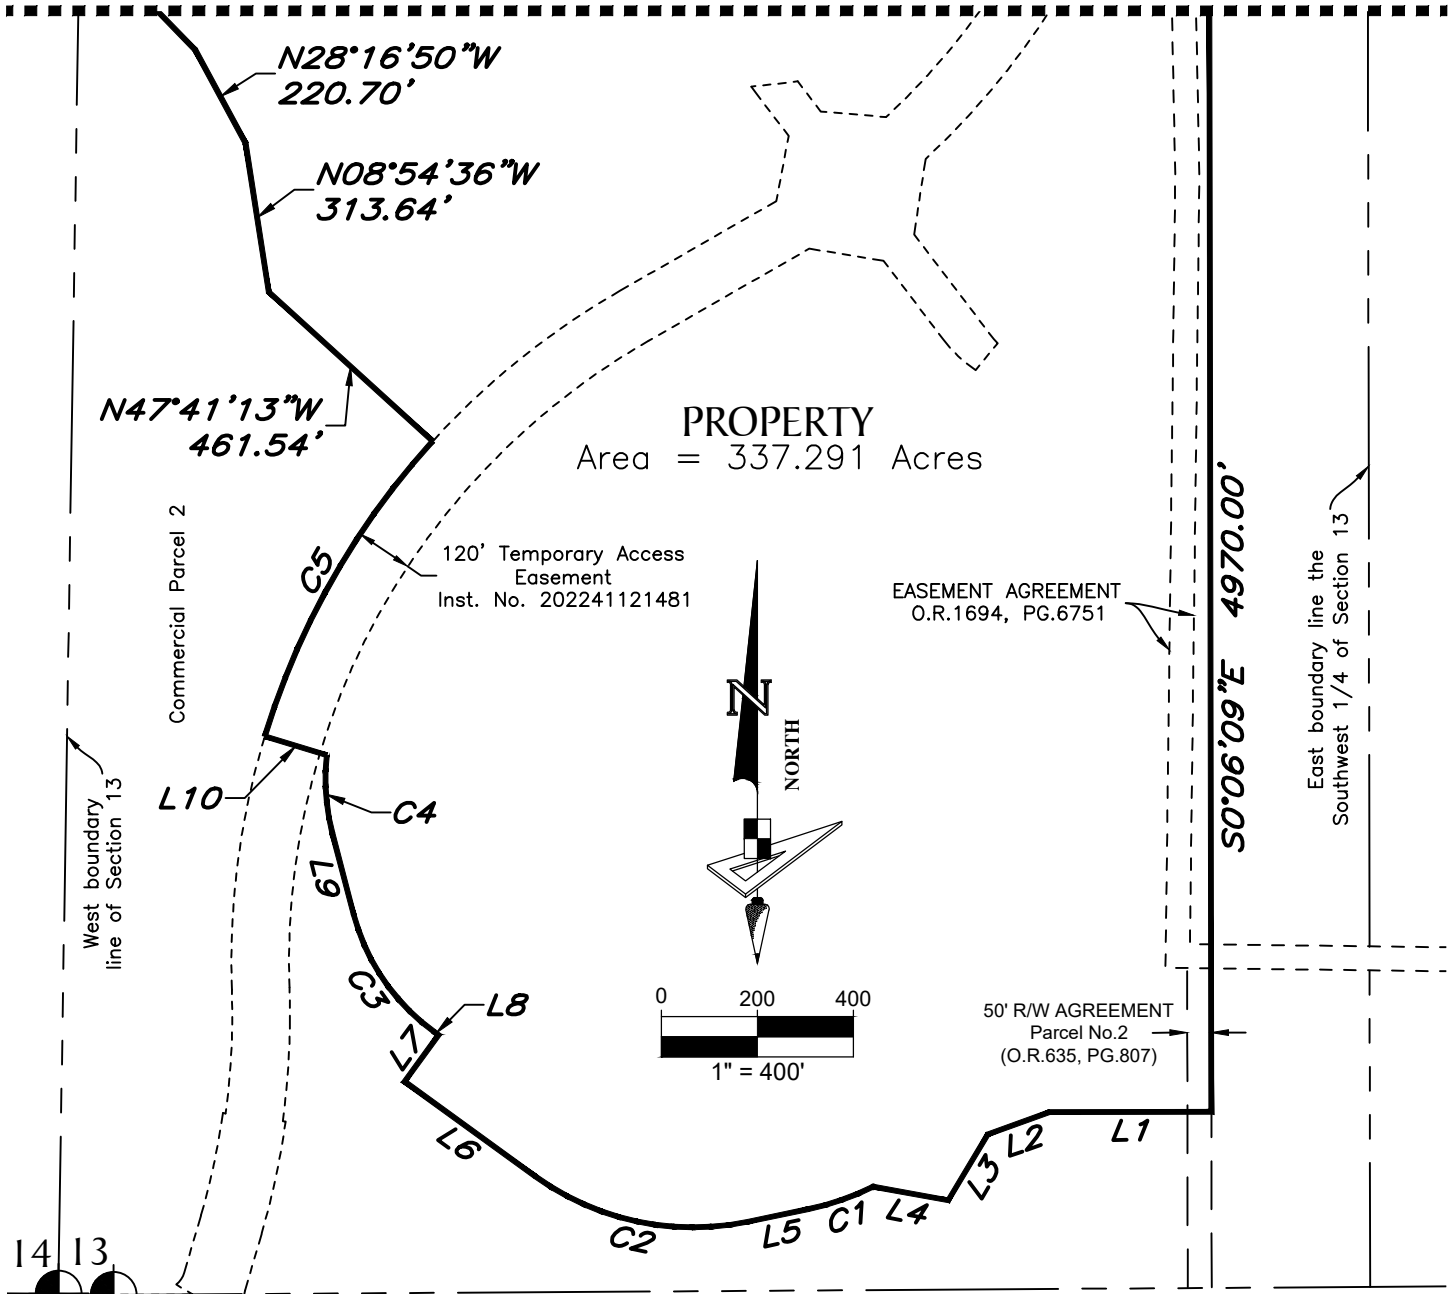 N28°16'50"W
220.70'
N08°54'36"W
313.64'
N47°41'13"W
461.54'
PROPERTY
Area = 337.291 Acres
Commercial Parcel 2
C5
120' Temporary Access
Easement
Inst. No. 202241121481
EASEMENT AGREEMENT
O.R.1694, PG.6751
S0°06'09"E 4970.00'
East boundary line the
Southwest 1/4 of Section 13
N
NORTH
West boundary
line of Section 13
L10
C4
L9
C3
L8
L7
0 200 400
1" = 400'
50' R/W AGREEMENT
Parcel No.2
(O.R.635, PG.807)
L6
C2
L5
C1
L4
L3
L2
L1
14 13